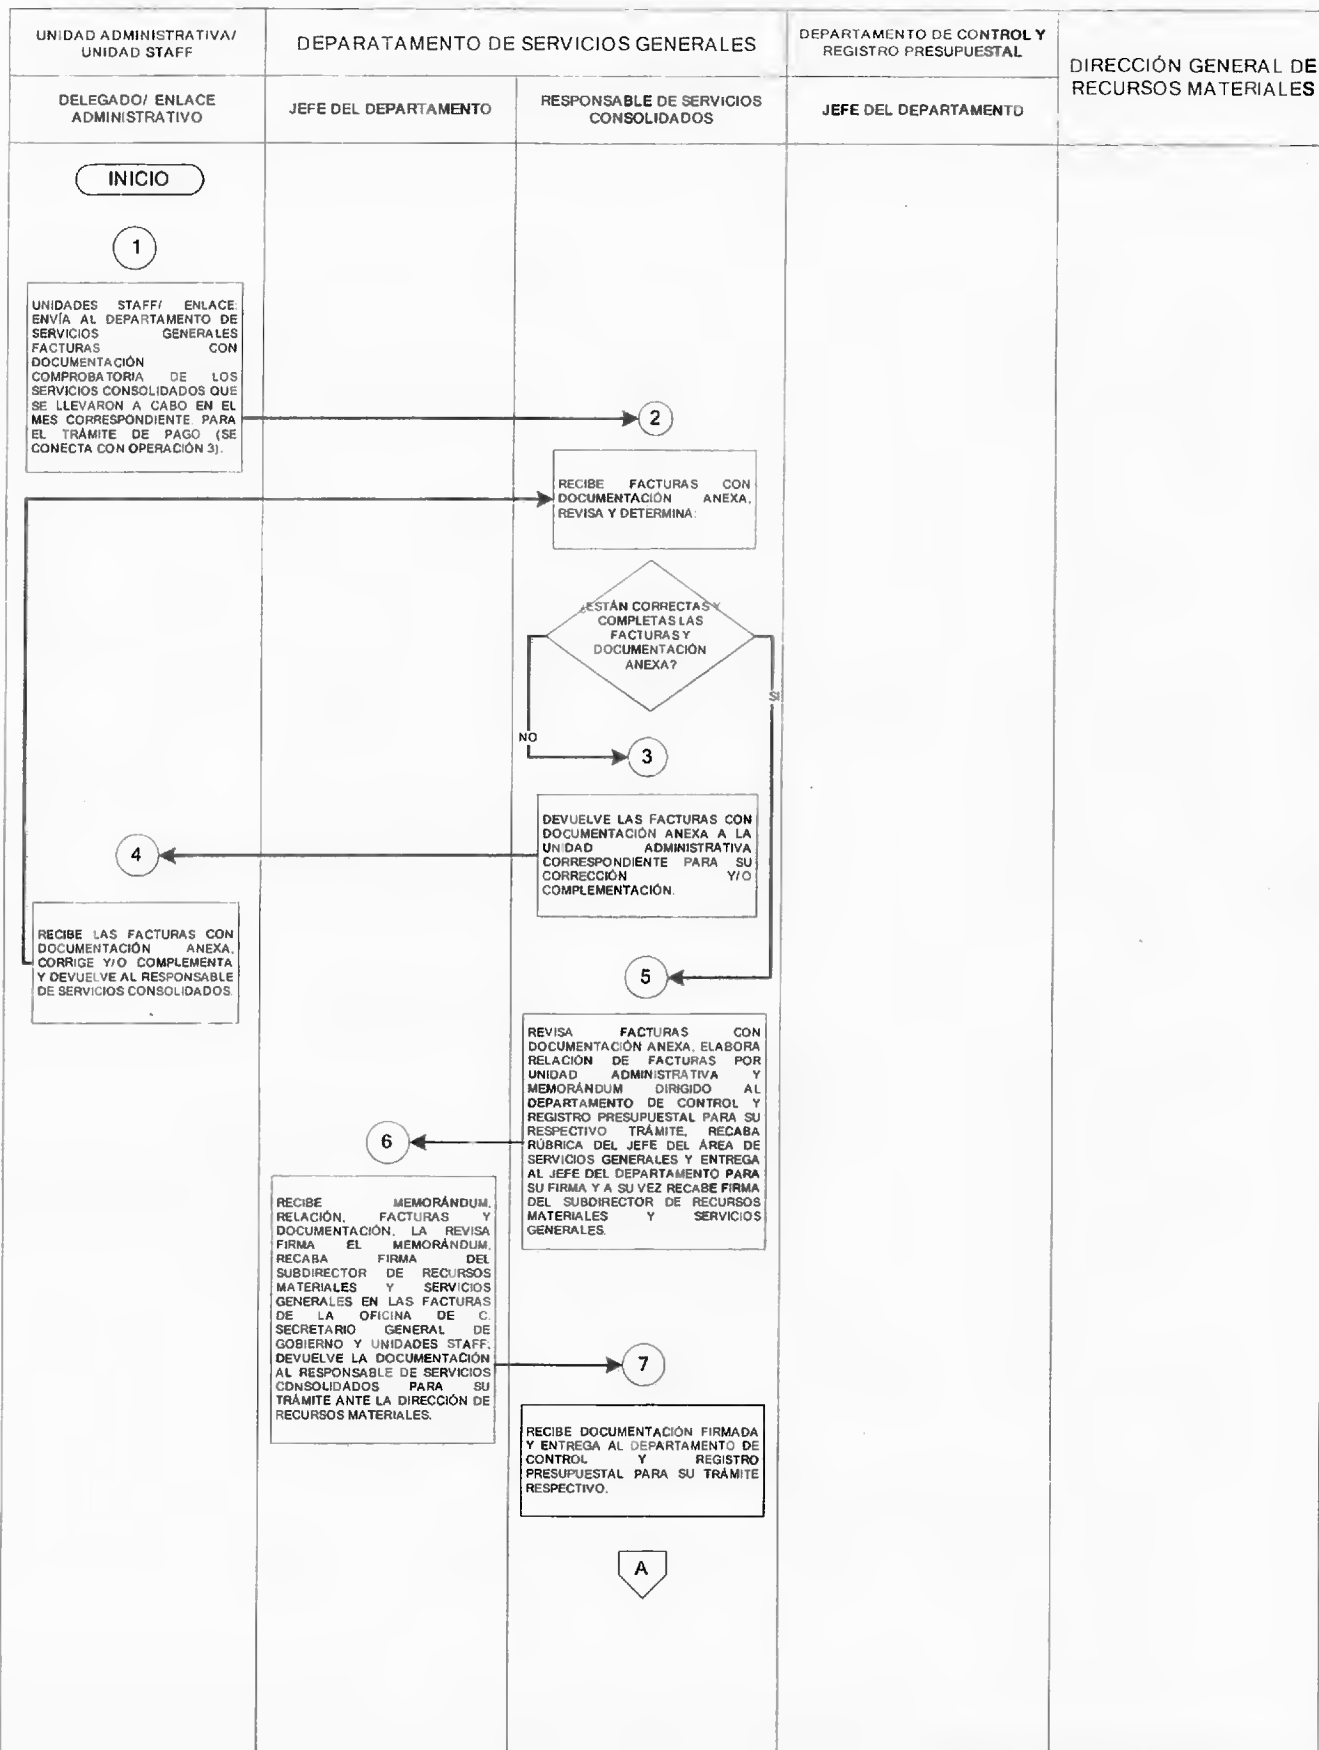 UNIDAD ADMINISTRATIVA/
UNIDAD STAFF
DEPARATAMENTO DE SERVICIOS GENERALES
DEPARTAMENTO DE CONTROL Y
REGISTRO PRESUPUESTAL
DIRECCIÓN GENERAL DE
RECURSOS MATERIALES
DELEGADO/ ENLACE
ADMINISTRATIVO
JEFE DEL DEPARTAMENTO
RESPONSABLE DE SERVICIOS
CONSOLIDADOS
JEFE DEL DEPARTAMENTO
INICIO
1
UNIDADES STAFF/ ENLACE:
ENVÍA AL DEPARTAMENTO DE
SERVICIOS GENERALES
FACTURAS CON
DOCUMENTACIÓN
COMPROBATORIA DE LOS
SERVICIOS CONSOLIDADOS QUE
SE LLEVARON A CABO EN EL
MES CORRESPONDIENTE. PARA
EL TRÁMITE DE PAGO (SE
CONECTA CON OPERACIÓN 3).
2
RECIBE FACTURAS CON
DOCUMENTACIÓN ANEXA,
REVISA Y DETERMINA:
¿ESTÁN CORRECTAS Y
COMPLETAS LAS
FACTURAS Y
DOCUMENTACIÓN
ANEXA?
SI
NO
3
DEVUELVE LAS FACTURAS CON
DOCUMENTACIÓN ANEXA A LA
UNIDAD ADMINISTRATIVA
CORRESPONDIENTE PARA SU
CORRECCIÓN Y/O
COMPLEMENTACIÓN.
4
RECIBE LAS FACTURAS CON
DOCUMENTACIÓN ANEXA,
CORRIGE Y/O COMPLEMENTA
Y DEVUELVE AL RESPONSABLE
DE SERVICIOS CONSOLIDADOS.
5
REVISA FACTURAS CON
DOCUMENTACIÓN ANEXA, ELABORA
RELACIÓN DE FACTURAS POR
UNIDAD ADMINISTRATIVA Y
MEMORÁNDUM DIRIGIDO AL
DEPARTAMENTO DE CONTROL Y
REGISTRO PRESUPUESTAL PARA SU
RESPECTIVO TRÁMITE, RECABA
RÚBRICA DEL JEFE DEL ÁREA DE
SERVICIOS GENERALES Y ENTREGA
AL JEFE DEL DEPARTAMENTO PARA
SU FIRMA Y A SU VEZ RECABE FIRMA
DEL SUBDIRECTOR DE RECURSOS
MATERIALES Y SERVICIOS
GENERALES.
6
RECIBE MEMORÁNDUM,
RELACIÓN, FACTURAS Y
DOCUMENTACIÓN, LA REVISA
FIRMA EL MEMORÁNDUM,
RECABA FIRMA DEL
SUBDIRECTOR DE RECURSOS
MATERIALES Y SERVICIOS
GENERALES EN LAS FACTURAS
DE LA OFICINA DE C.
SECRETARIO GENERAL DE
GOBIERNO Y UNIDADES STAFF,
DEVUELVE LA DOCUMENTACIÓN
AL RESPONSABLE DE SERVICIOS
CONSOLIDADOS PARA SU
TRÁMITE ANTE LA DIRECCIÓN DE
RECURSOS MATERIALES.
7
RECIBE DOCUMENTACIÓN FIRMADA
Y ENTREGA AL DEPARTAMENTO DE
CONTROL Y REGISTRO
PRESUPUESTAL PARA SU TRÁMITE
RESPECTIVO.
A